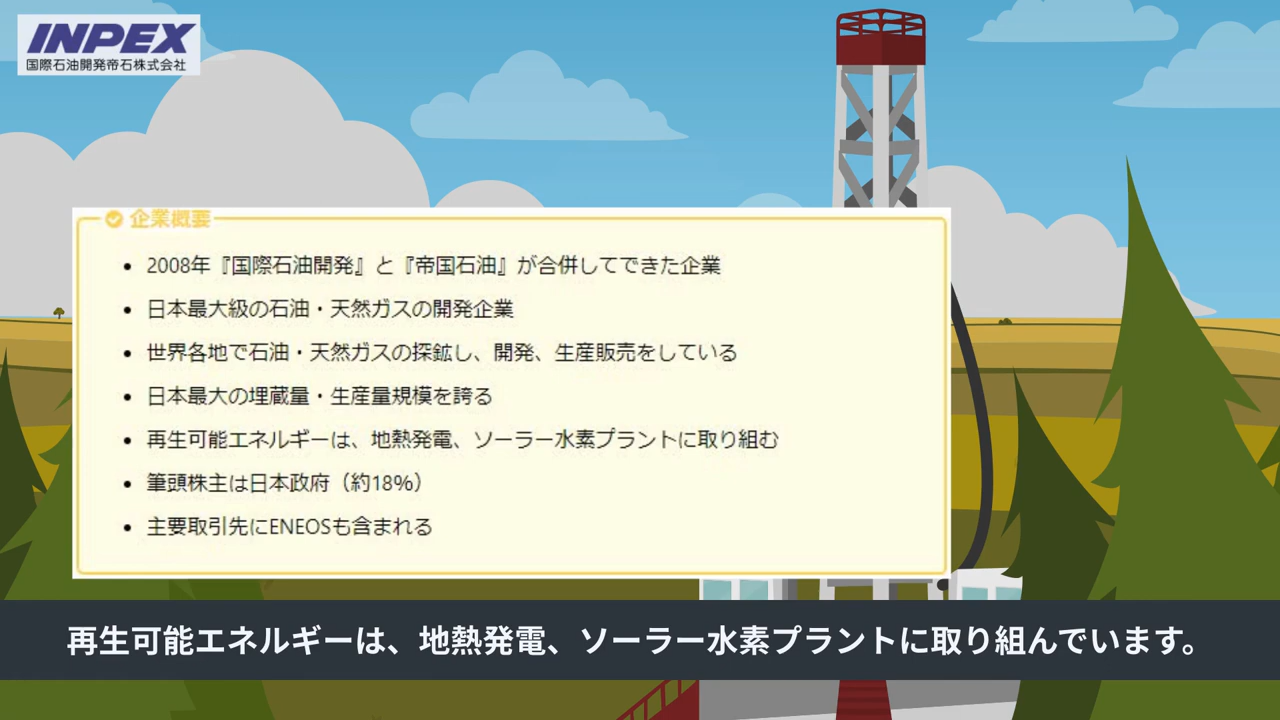 INPEX
国際石油開発帝石株式会社
企業概要
• 2008年『国際石油開発』と『帝国石油』が合併してできた企業
• 日本最大級の石油・天然ガスの開発企業
• 世界各地で石油・天然ガスの探鉱し、開発、生産販売をしている
• 日本最大の埋蔵量・生産量規模を誇る
• 再生可能エネルギーは、地熱発電、ソーラー水素プラントに取り組む
• 筆頭株主は日本政府（約18%）
• 主要取引先にENEOSも含まれる
再生可能エネルギーは、地熱発電、ソーラー水素プラントに取り組んでいます。